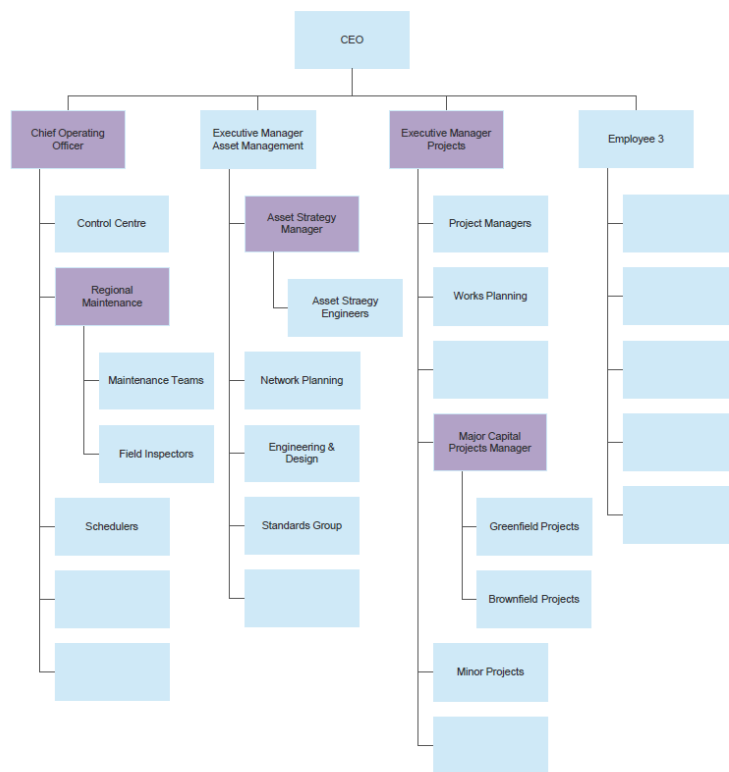 CEO
Chief Operating
Officer
Executive Manager
Asset Management
Executive Manager
Projects
Employee 3
Control Centre
Regional
Maintenance
Maintenance Teams
Field Inspectors
Schedulers
Asset Strategy
Manager
Asset Straegy
Engineers
Network Planning
Engineering &
Design
Standards Group
Project Managers
Works Planning
Major Capital
Projects Manager
Greenfield Projects
Brownfield Projects
Minor Projects